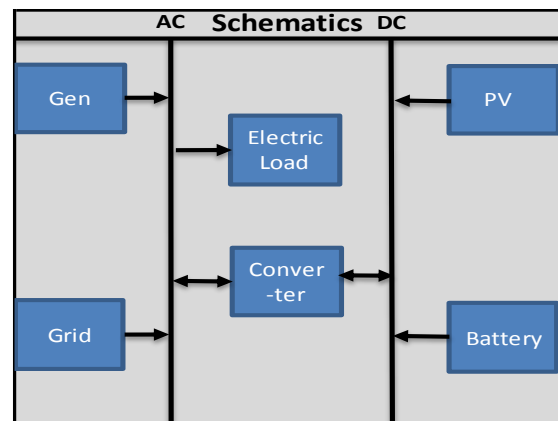 AC Schematics DC
Gen
PV
Electric
Load
Conver
-ter
Grid
Battery